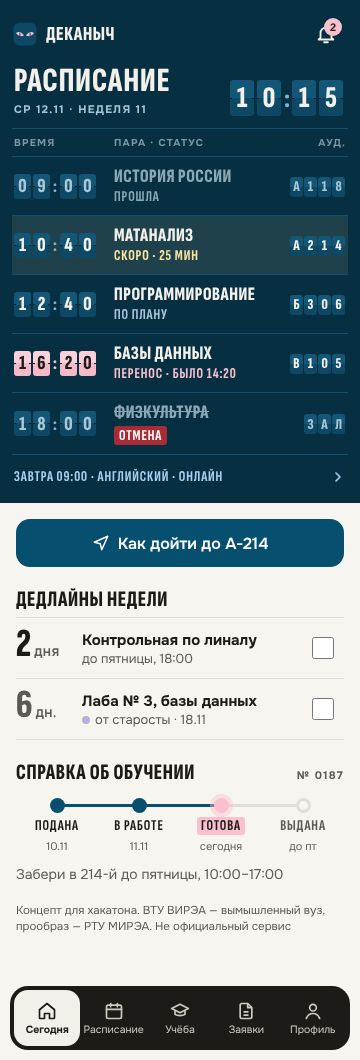 ДЕКАНЫЧ
2
РАСПИСАНИЕ
СР 12.11 · НЕДЕЛЯ 11
10:15
ВРЕМЯ ПАРА · СТАТУС АУД.
09:00 ИСТОРИЯ РОССИИ А118
ПРОШЛА
10:40 МАТАНАЛИЗ А214
СКОРО · 25 МИН
12:40 ПРОГРАММИРОВАНИЕ Б306
ПО ПЛАНУ
16:20 БАЗЫ ДАННЫХ В105
ПЕРЕНОС · БЫЛО 14:20
18:00 ФИЗКУЛЬТУРА ЗАЛ
ОТМЕНА
ЗАВТРА 09:00 · АНГЛИЙСКИЙ · ОНЛАЙН
Как дойти до А-214
ДЕДЛАЙНЫ НЕДЕЛИ
2 дня Контрольная по линалу
до пятницы, 18:00
6 дн. Лаба № 3, базы данных
от старосты · 18.11
СПРАВКА ОБ ОБУЧЕНИИ № 0187
ПОДАНА В РАБОТЕ ГОТОВА ВЫДАНА
10.11 11.11 сегодня до пт
Забери в 214-й до пятницы, 10:00–17:00
Концепт для хакатона. ВТУ ВИРЭА — вымышленный вуз,
прообраз — РТУ МИРЭА. Не официальный сервис
Сегодня Расписание Учёба Заявки Профиль